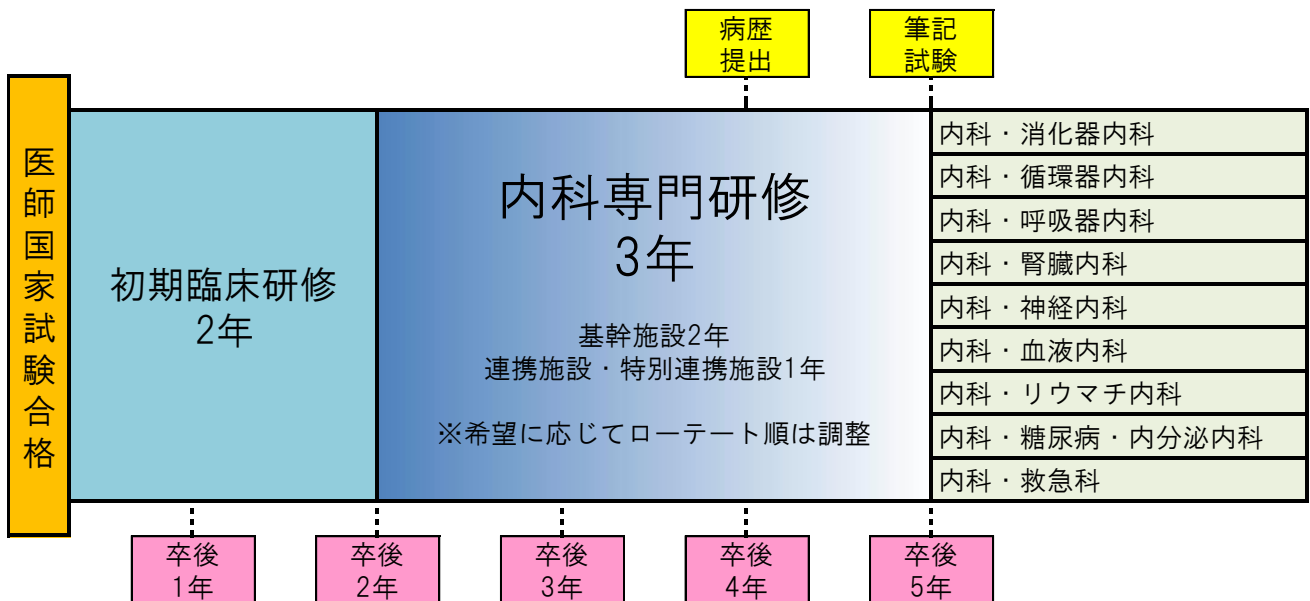 病歴
提出
筆記
試験
医師国家試験合格
初期臨床研修
2年
内科専門研修
3年
基幹施設2年
連携施設・特別連携施設1年
※希望に応じてローテート順は調整
内科・消化器内科
内科・循環器内科
内科・呼吸器内科
内科・腎臓内科
内科・神経内科
内科・血液内科
内科・リウマチ内科
内科・糖尿病・内分泌内科
内科・救急科
卒後
1年
卒後
2年
卒後
3年
卒後
4年
卒後
5年